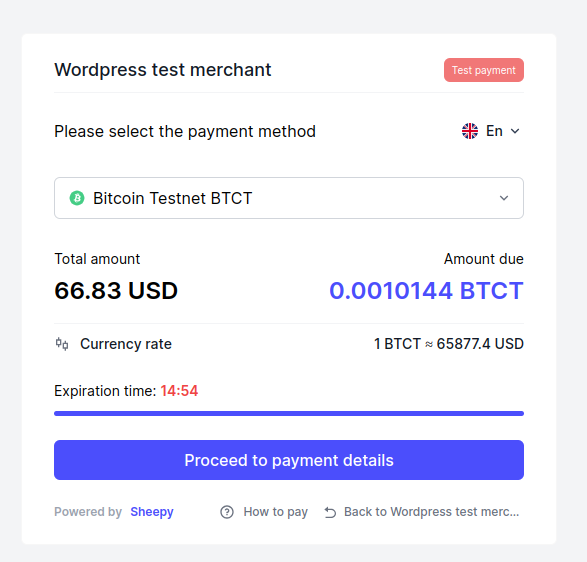 Wordpress test merchant Test payment
Please select the payment method En
Bitcoin Testnet BTCT
Total amount Amount due
66.83 USD 0.0010144 BTCT
Currency rate 1 BTCT ≈ 65877.4 USD
Expiration time: 14:54
Proceed to payment details
Powered by Sheepy How to pay Back to Wordpress test merc...